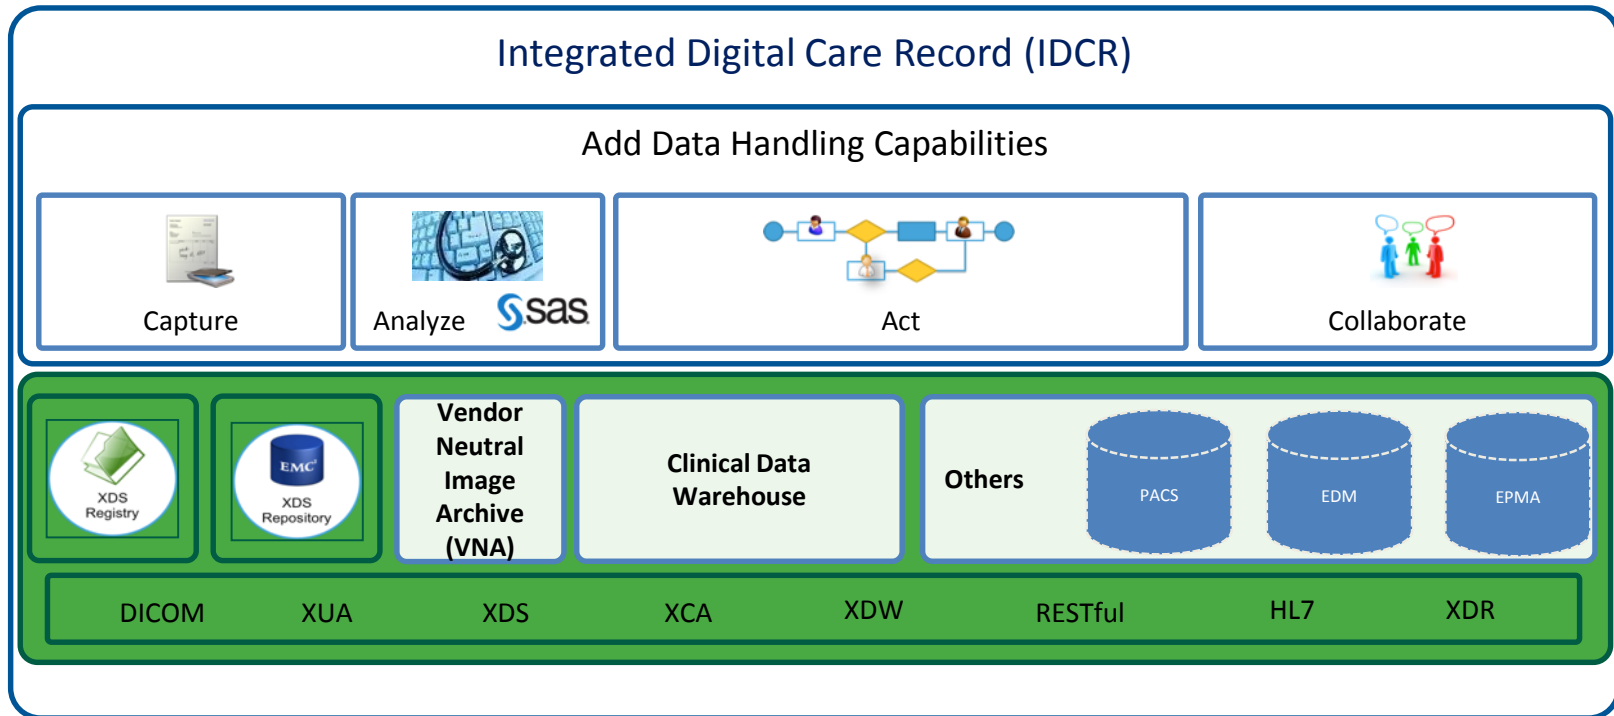 Integrated Digital Care Record (IDCR)
Add Data Handling Capabilities
Capture
Analyze
sas
Act
Collaborate
XDS
Registry
EMC²
XDS
Repository
Vendor
Neutral
Image
Archive
(VNA)
Clinical Data
Warehouse
Others
PACS
EDM
EPMA
DICOM
XUA
XDS
XCA
XDW
RESTful
HL7
XDR